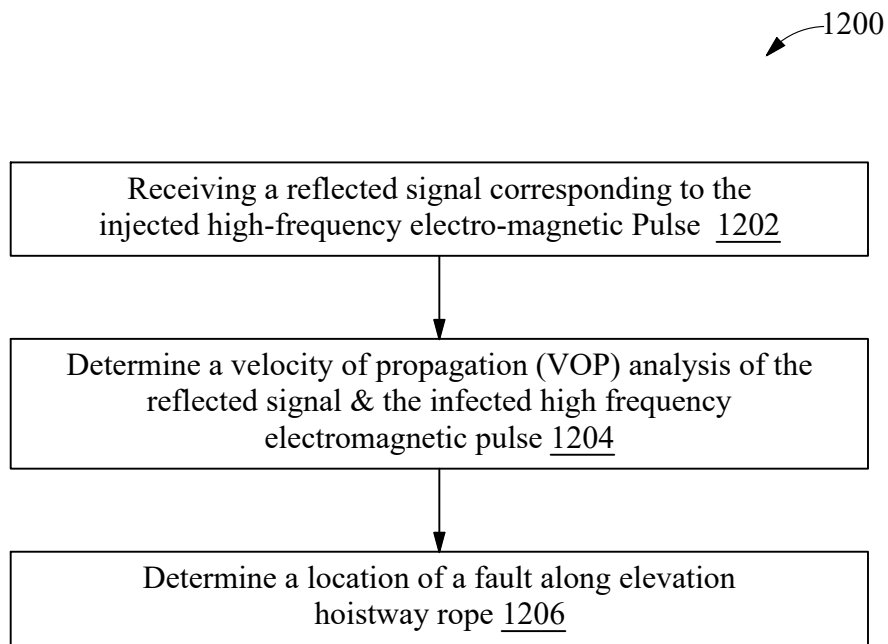 1200
Receiving a reflected signal corresponding to the
injected high-frequency electro-magnetic Pulse 1202
Determine a velocity of propagation (VOP) analysis of the
reflected signal & the infected high frequency
electromagnetic pulse 1204
Determine a location of a fault along elevation
hoistway rope 1206